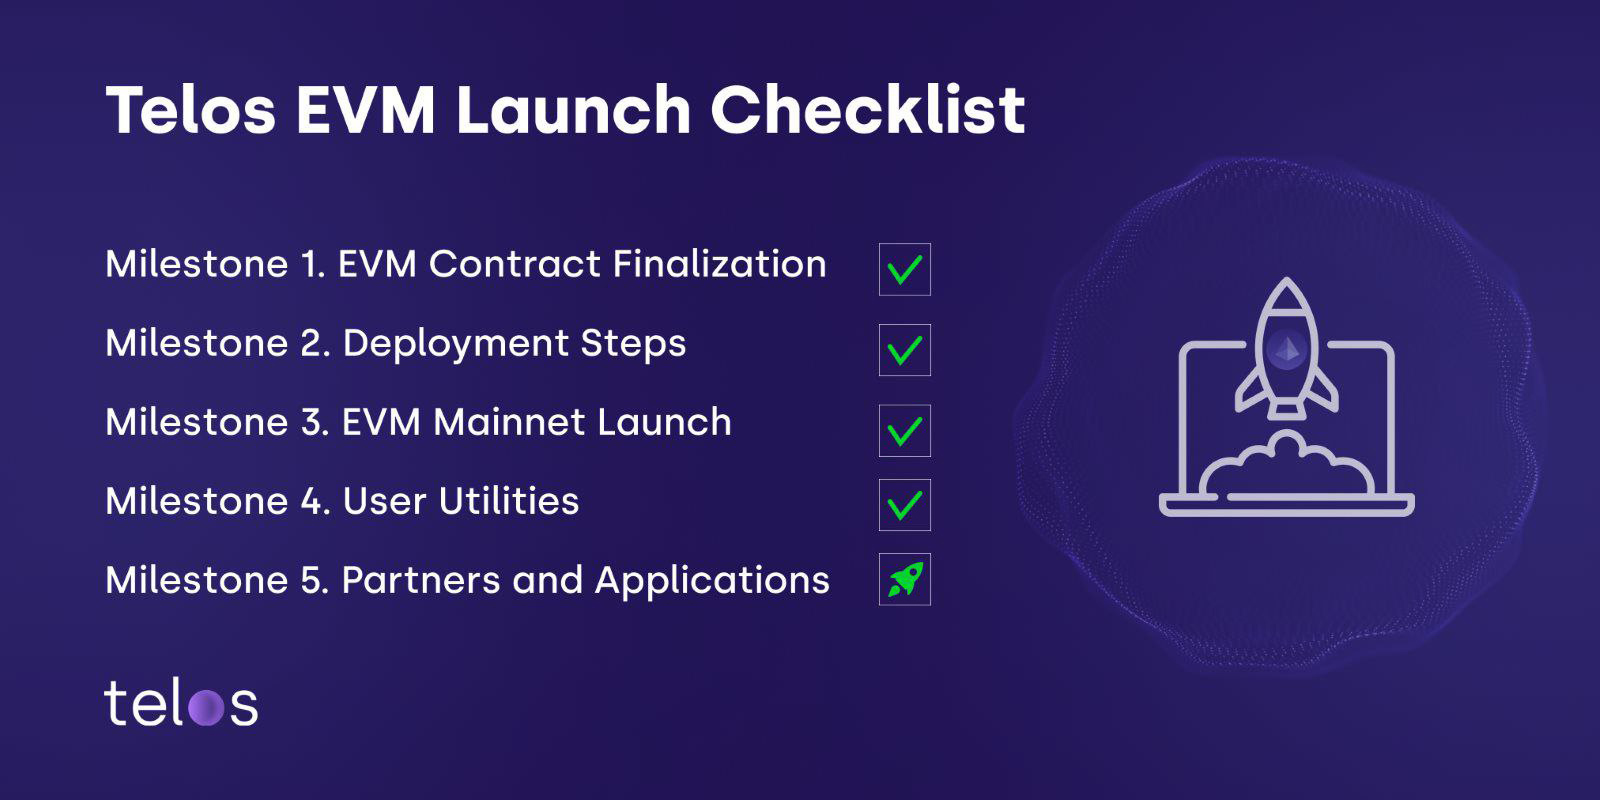 Telos EVM Launch Checklist
Milestone 1. EVM Contract Finalization
Milestone 2. Deployment Steps
Milestone 3. EVM Mainnet Launch
Milestone 4. User Utilities
Milestone 5. Partners and Applications
telos